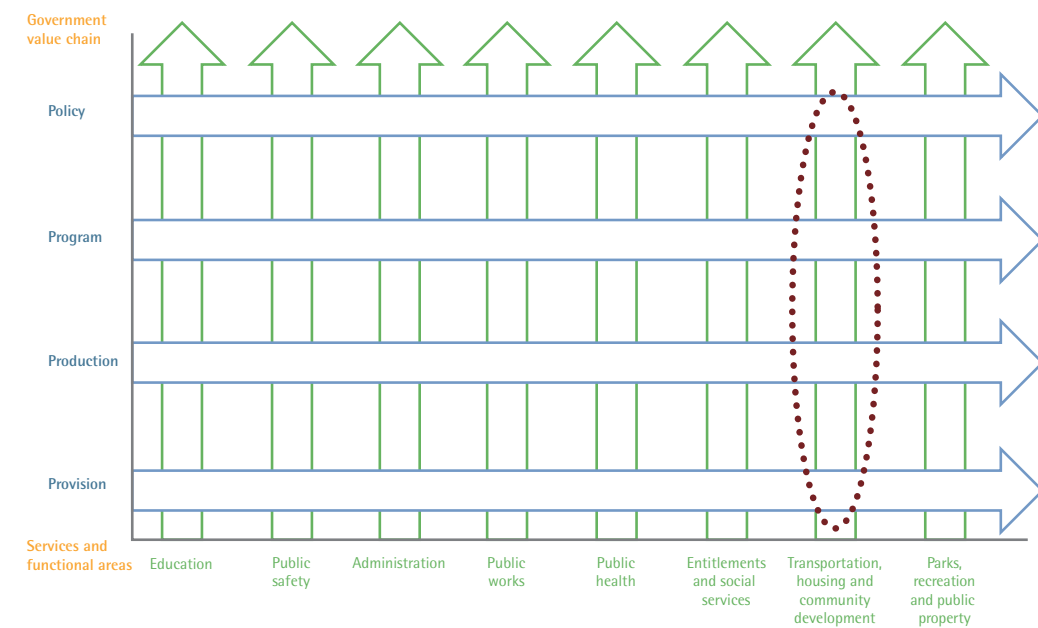 Government
value chain
Policy
Program
Production
Provision
Services and
functional areas
Education
Public
safety
Administration
Public
works
Public
health
Entitlements
and social
services
Transportation,
housing and
community
development
Parks,
recreation
and public
property